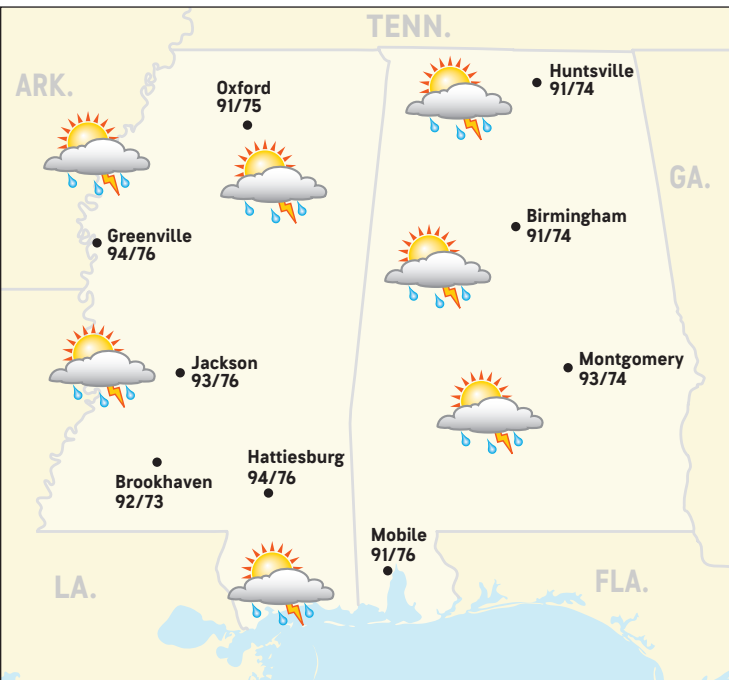 TENN.
ARK.
Oxford
91/75
Huntsville
91/74
GA.
Greenville
94/76
Birmingham
91/74
Jackson
93/76
Montgomery
93/74
Brookhaven
92/73
Hattiesburg
94/76
Mobile
91/76
LA.
FLA.